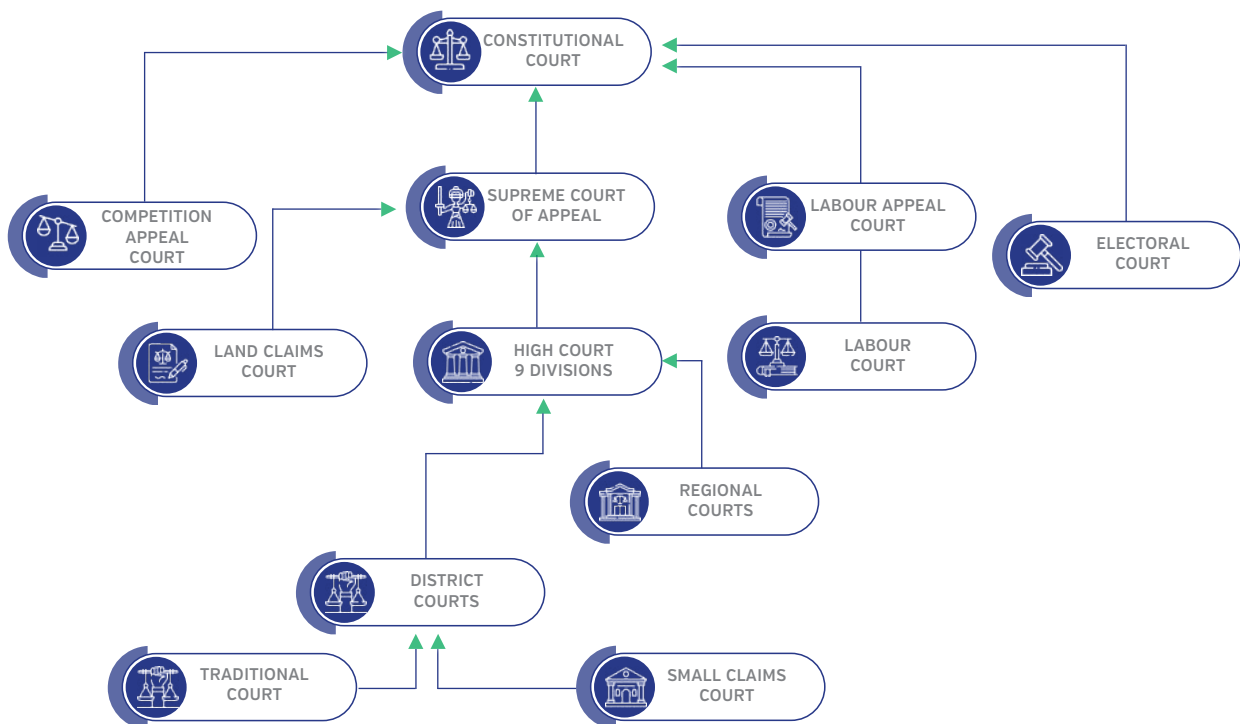 CONSTITUTIONAL
COURT
SUPREME COURT
OF APPEAL
LABOUR APPEAL
COURT
COMPETITION
APPEAL
COURT
ELECTORAL
COURT
LAND CLAIMS
COURT
HIGH COURT
9 DIVISIONS
LABOUR
COURT
REGIONAL
COURTS
DISTRICT
COURTS
TRADITIONAL
COURT
SMALL CLAIMS
COURT